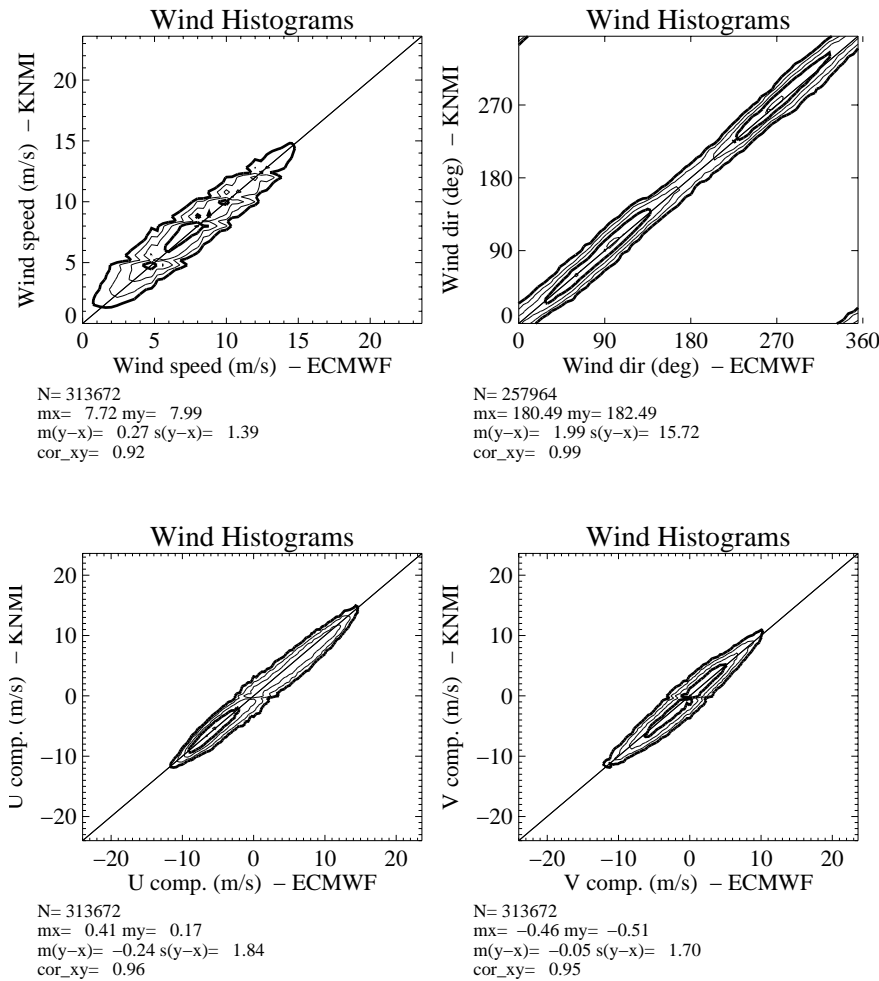 Wind Histograms
Wind speed (m/s) − KNMI
20
15
10
5
0
0 5 10 15 20
Wind speed (m/s) − ECMWF
N= 313672
mx= 7.72 my= 7.99
m(y−x)= 0.27 s(y−x)= 1.39
cor_xy= 0.92
Wind Histograms
Wind dir (deg) − KNMI
270
180
90
0
0 90 180 270 360
Wind dir (deg) − ECMWF
N= 257964
mx= 180.49 my= 182.49
m(y−x)= 1.99 s(y−x)= 15.72
cor_xy= 0.99
Wind Histograms
U comp. (m/s) − KNMI
20
10
0
−10
−20
−20 −10 0 10 20
U comp. (m/s) − ECMWF
N= 313672
mx= 0.41 my= 0.17
m(y−x)= −0.24 s(y−x)= 1.84
cor_xy= 0.96
Wind Histograms
V comp. (m/s) − KNMI
20
10
0
−10
−20
−20 −10 0 10 20
V comp. (m/s) − ECMWF
N= 313672
mx= −0.46 my= −0.51
m(y−x)= −0.05 s(y−x)= 1.70
cor_xy= 0.95